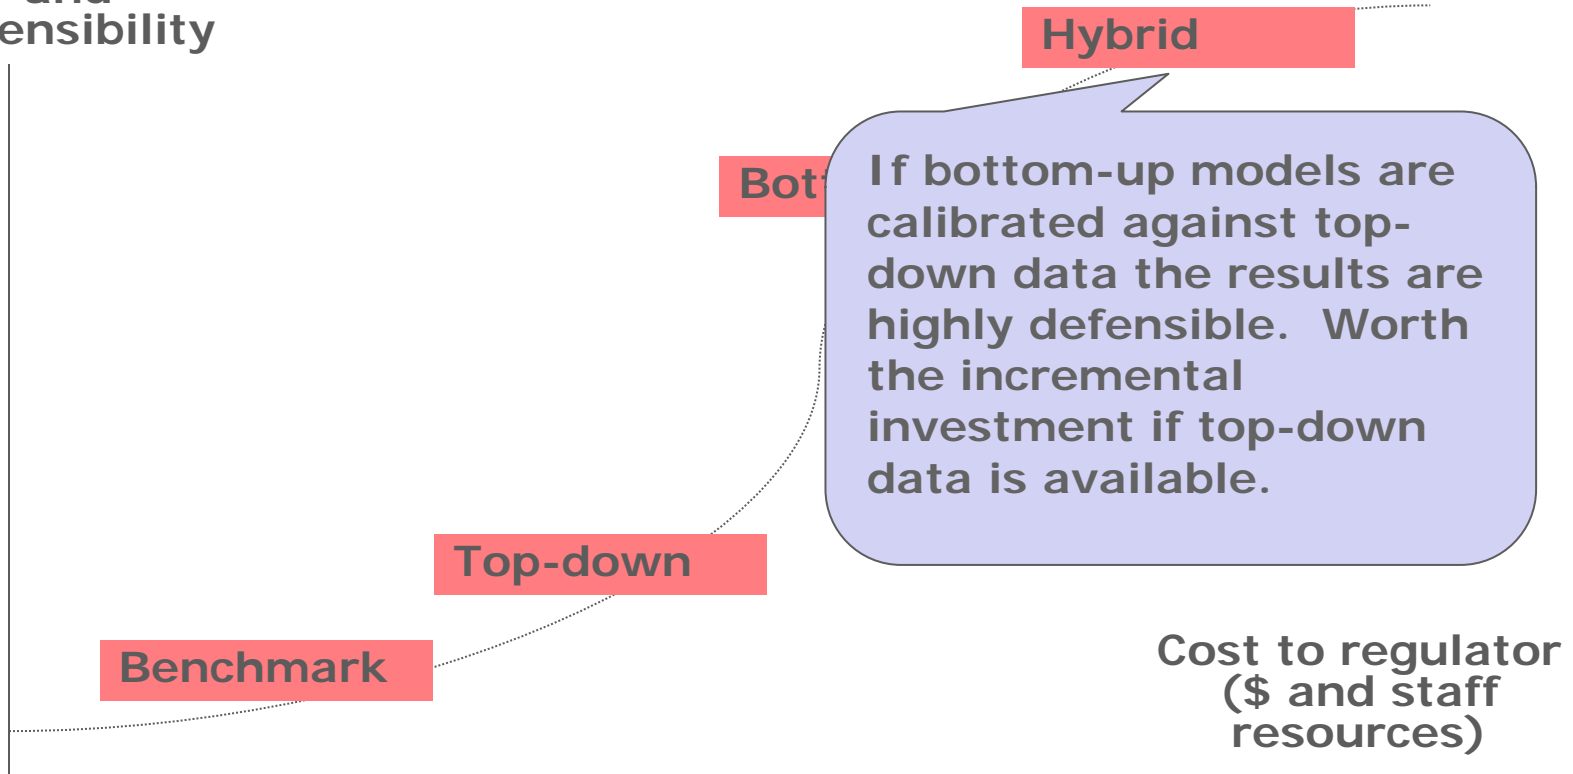 ensibility
Hybrid
If bottom-up models are
calibrated against top-
down data the results are
highly defensible. Worth
the incremental
investment if top-down
data is available.
Top-down
Benchmark
Cost to regulator
($ and staff
resources)